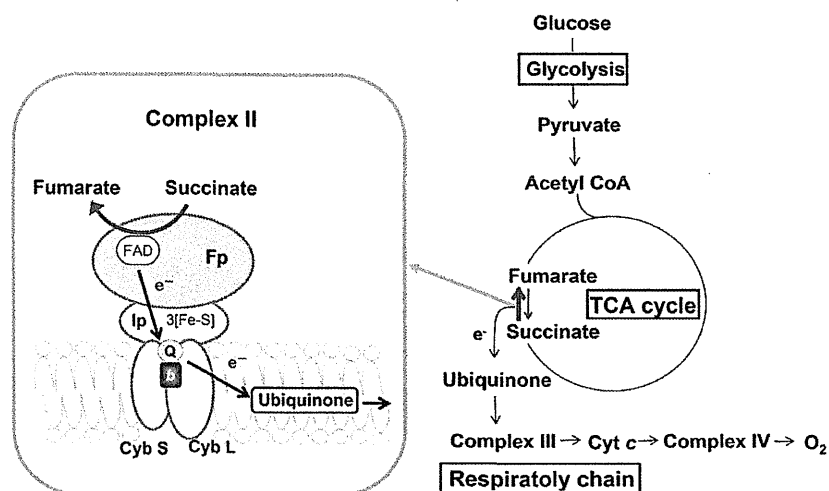 Complex II
Fumarate Succinate
FAD
Fp
e⁻
Ip 3[Fe-S]
Q
b
e⁻
Ubiquinone
Cyb S Cyb L
Glucose
Glycolysis
Pyruvate
Acetyl CoA
Fumarate
TCA cycle
e-
Succinate
Ubiquinone
Complex III → Cyt c → Complex IV → O₂
Respiratoly chain